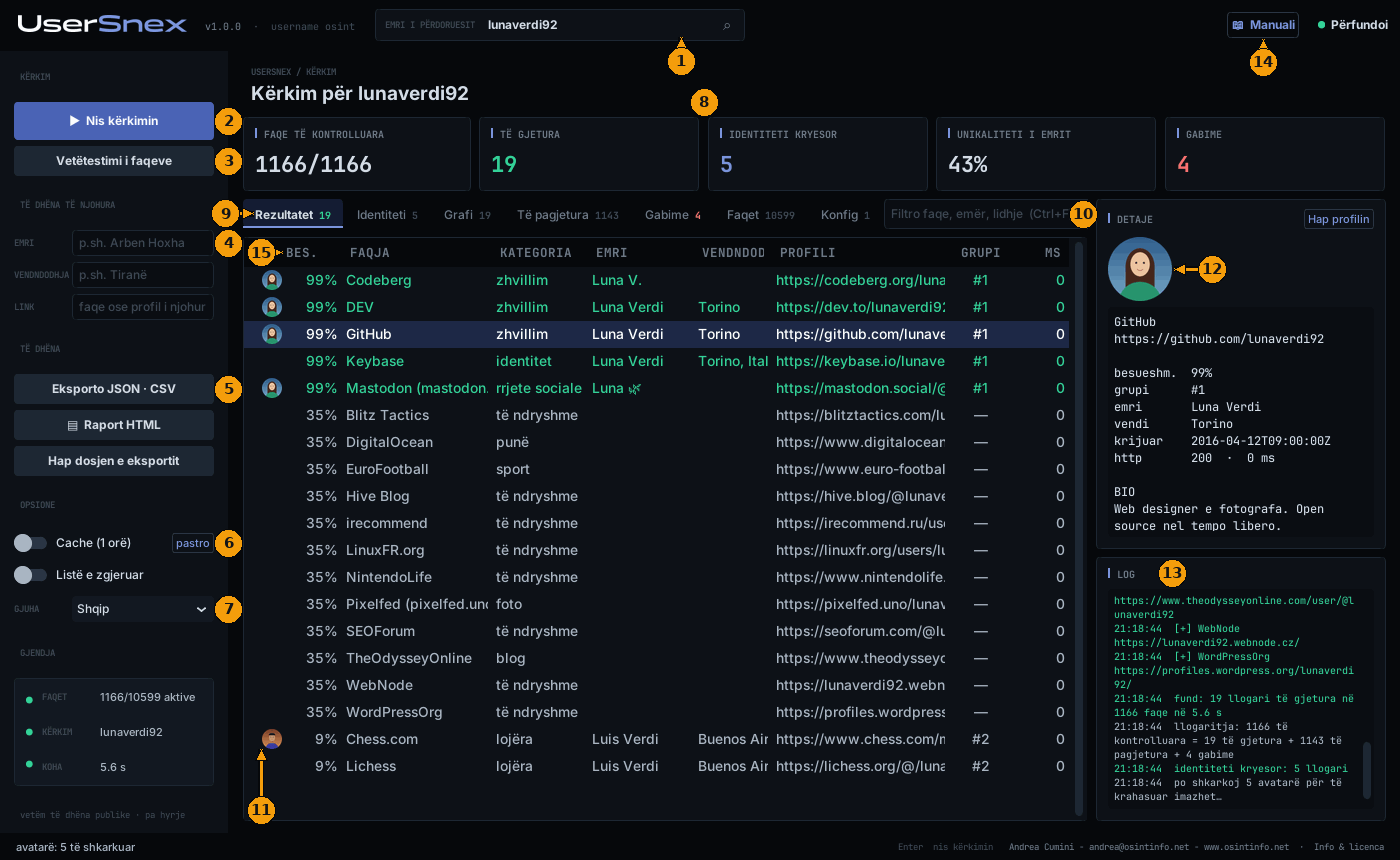 UserSnex v1.0.0 · username osint EMRI I PËRDORUESIT lunaverdi92 Manuali Përfundoi
1 14
KËRKIM
USERSNEX / KËRKIM
Kërkim për lunaverdi92
8
▶ Nis kërkimin 2
Vetëtestimi i faqeve 3
FAQE TË KONTROLLUARA TË GJETURA IDENTITETI KRYESOR UNIKALITETI I EMRIT GABIME
1166/1166 19 5 43% 4
TË DHËNA TË NJOHURA
9 Rezultatet 19 Identiteti 5 Grafi 19 Të pagjetura 1143 Gabime 4 Faqet 10599 Konfig 1 Filtro faqe, emër, lidhje (Ctrl+F 10
EMRI p.sh. Arben Hoxha 4
VENDNDODHJA p.sh. Tiranë
LINK faqe ose profil i njohur
TË DHËNA
Eksporto JSON · CSV 5
▤ Raport HTML
Hap dosjen e eksportit
OPSIONE
Cache (1 orë) pastro 6
Listë e zgjeruar
GJUHA Shqip 7
GJENDJA
FAQET 1166/10599 aktive
KËRKIM lunaverdi92
KOHA 5.6 s
vetëm të dhëna publike · pa hyrje
15 BES. FAQJA KATEGORIA EMRI VENDNDOD PROFILI GRUPI MS
99% Codeberg zhvillim Luna V. https://codeberg.org/luna #1 0
99% DEV zhvillim Luna Verdi Torino https://dev.to/lunaverdi92 #1 0
99% GitHub zhvillim Luna Verdi Torino https://github.com/lunave #1 0
99% Keybase identitet Luna Verdi Torino, Ital https://keybase.io/lunave #1 0
99% Mastodon (mastodon. rrjete sociale Luna 🌿 https://mastodon.social/@ #1 0
35% Blitz Tactics të ndryshme https://blitztactics.com/lu — 0
35% DigitalOcean punë https://www.digitalocean — 0
35% EuroFootball sport https://www.euro-footbal — 0
35% Hive Blog të ndryshme https://hive.blog/@lunave — 0
35% irecommend të ndryshme https://irecommend.ru/use — 0
35% LinuxFR.org të ndryshme https://linuxfr.org/users/lu — 0
35% NintendoLife të ndryshme https://www.nintendolife. — 0
35% Pixelfed (pixelfed.uno foto https://pixelfed.uno/lunav — 0
35% SEOForum të ndryshme https://seoforum.com/@lu — 0
35% TheOdysseyOnline blog https://www.theodysseyo — 0
35% WebNode të ndryshme https://lunaverdi92.webn — 0
35% WordPressOrg të ndryshme https://profiles.wordpress — 0
9% Chess.com lojëra Luis Verdi Buenos Air https://www.chess.com/m #2 0
9% Lichess lojëra Luis Verdi Buenos Air https://lichess.org/@/luna #2 0
11
DETAJE Hap profilin
12
GitHub
https://github.com/lunaverdi92
besueshm. 99%
grupi #1
emri Luna Verdi
vendi Torino
krijuar 2016-04-12T09:00:00Z
http 200 · 0 ms
BIO
Web designer e fotografa. Open
source nel tempo libero.
LOG 13
https://www.theodysseyonline.com/user/@l
unaverdi92
21:18:44 [+] WebNode
https://lunaverdi92.webnode.cz/
21:18:44 [+] WordPressOrg
https://profiles.wordpress.org/lunaverdi
92/
21:18:44 fund: 19 llogari të gjetura në
1166 faqe në 5.6 s
21:18:44 llogaritja: 1166 të
kontrolluara = 19 të gjetura + 1143 të
pagjetura + 4 gabime
21:18:44 identiteti kryesor: 5 llogari
21:18:44 po shkarkoj 5 avatarë për të
krahasuar imazhet…
avatarë: 5 të shkarkuar Enter nis kërkimin Andrea Cumini - andrea@osintinfo.net - www.osintinfo.net · Info & licenca